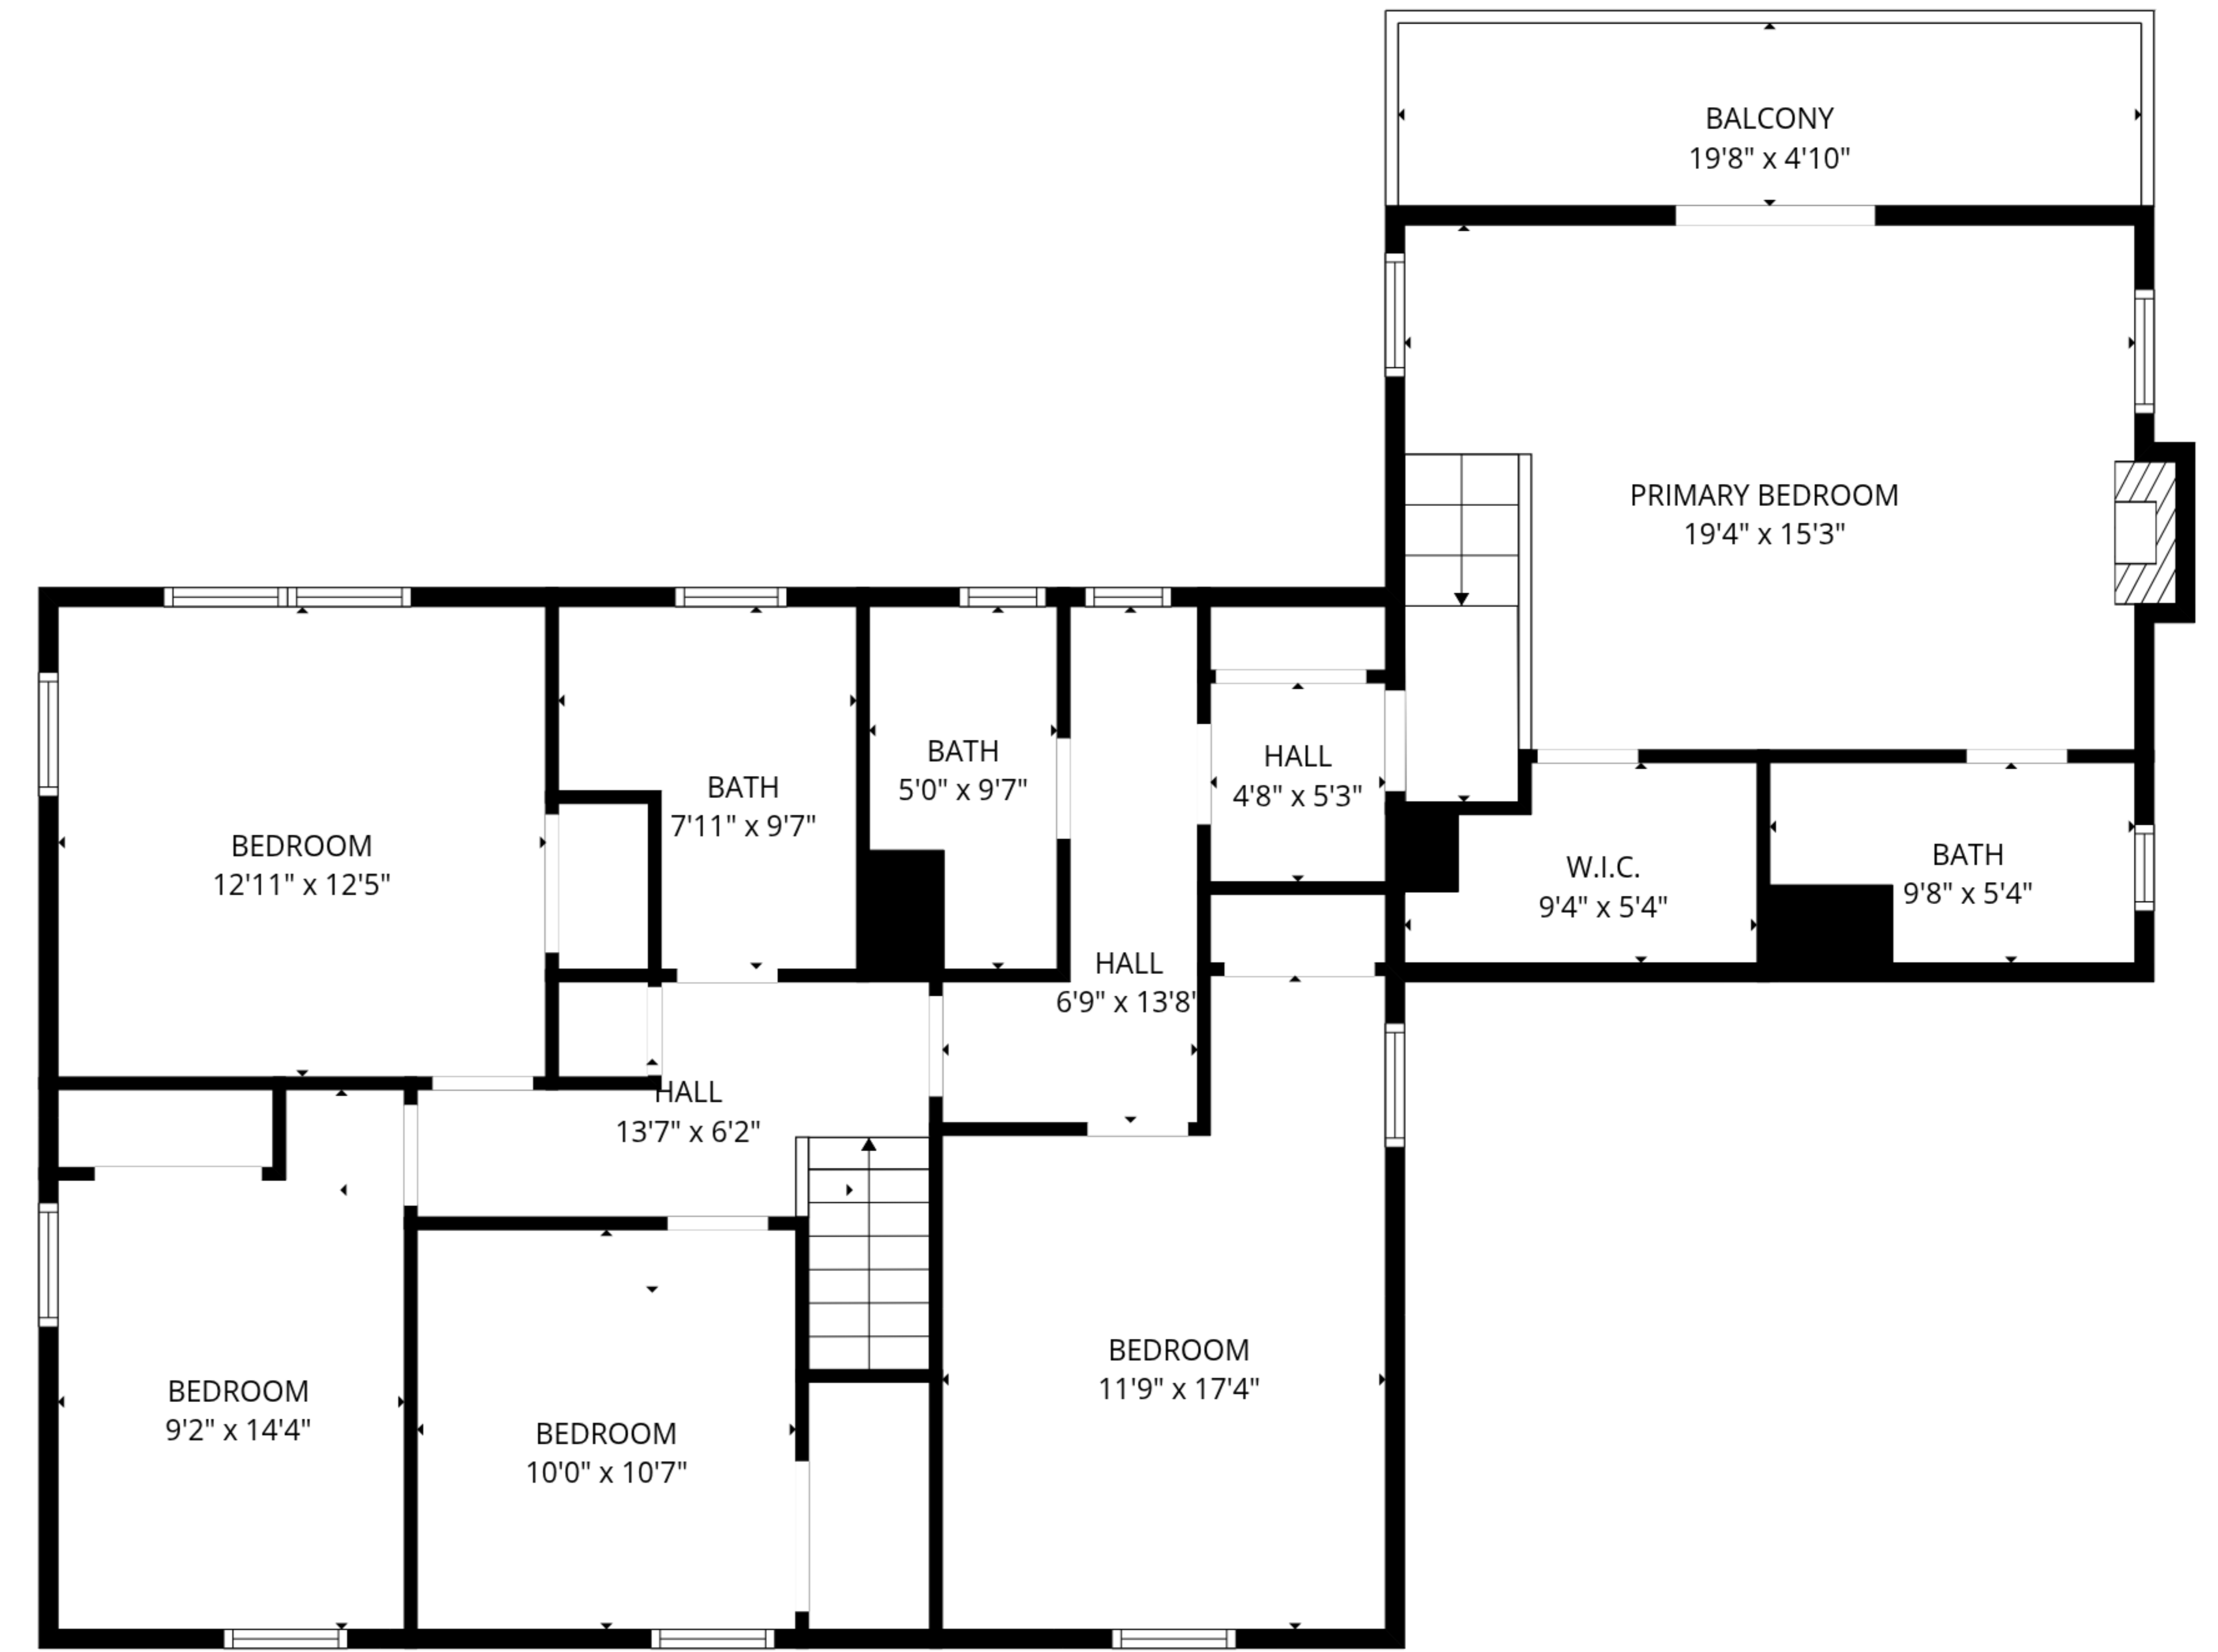 BALCONY
19'8" x 4'10"
PRIMARY BEDROOM
19'4" x 15'3"
BEDROOM
12'11" x 12'5"
BATH
7'11" x 9'7"
BATH
5'0" x 9'7"
HALL
4'8" x 5'3"
W.I.C.
9'4" x 5'4"
BATH
9'8" x 5'4"
HALL
6'9" x 13'8'
HALL
13'7" x 6'2"
BEDROOM
9'2" x 14'4"
BEDROOM
10'0" x 10'7"
BEDROOM
11'9" x 17'4"